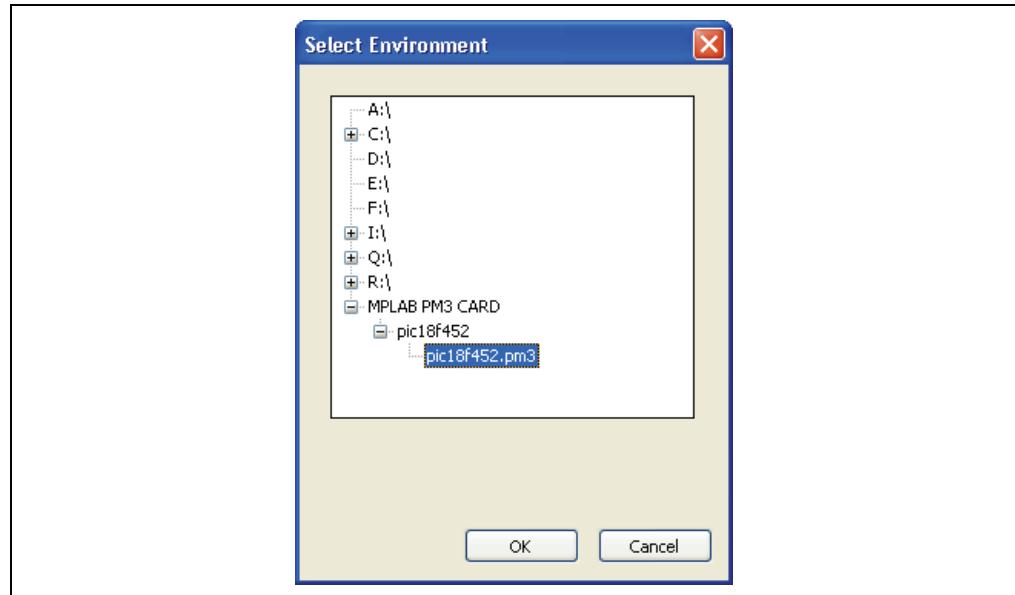 Select Environment
A:\
C:\
D:\
E:\
F:\
I:\
Q:\
R:\
MPLAB PM3 CARD
pic18f452
pic18f452.pm3
OK Cancel